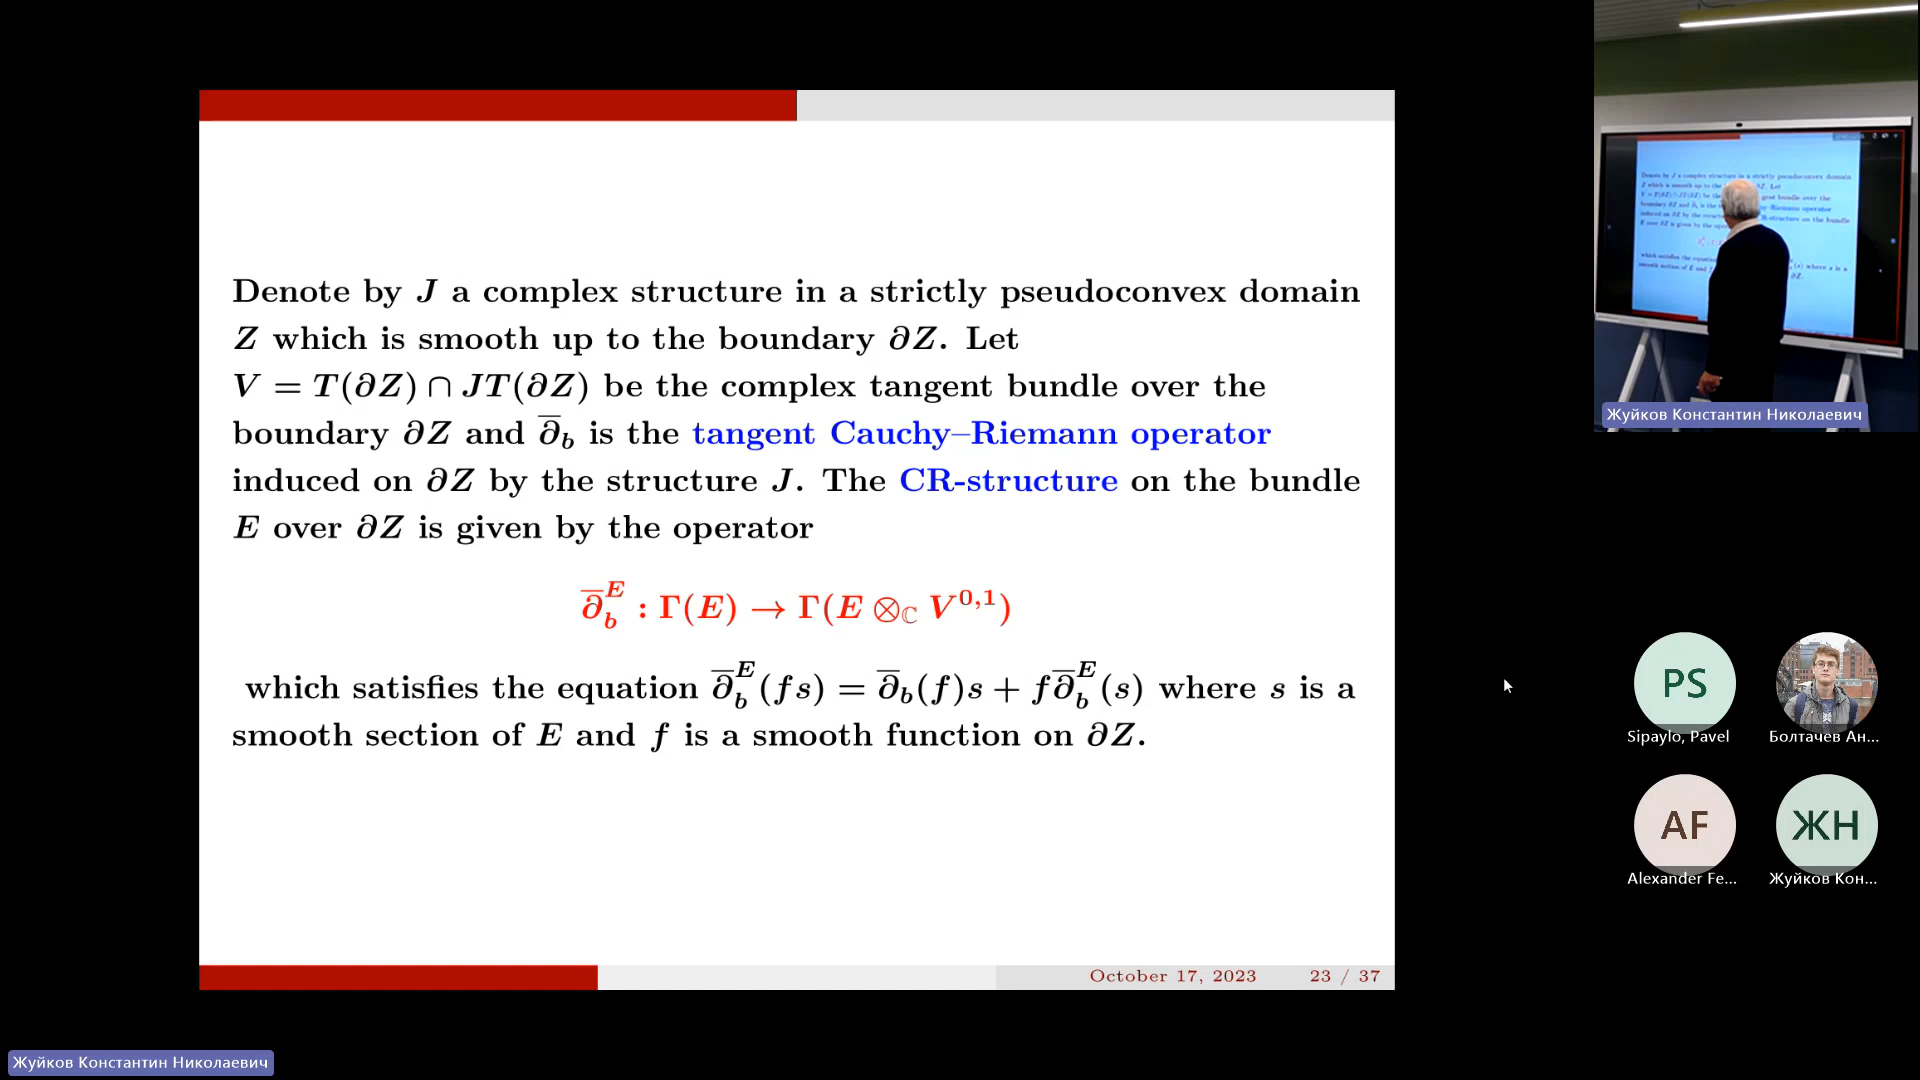 Denote by J a complex structure in a strictly pseudoconvex domain
Z which is smooth up to the boundary ∂Z. Let
V = T(∂Z) ∩ JT(∂Z) be the complex tangent bundle over the
boundary ∂Z and ∂̅_b is the tangent Cauchy–Riemann operator
induced on ∂Z by the structure J. The CR-structure on the bundle
E over ∂Z is given by the operator
∂̅_b^E : Γ(E) → Γ(E ⊗_ℂ V^{0,1})
which satisfies the equation ∂̅_b^E(fs) = ∂̅_b(f)s + f∂̅_b^E(s) where s is a
smooth section of E and f is a smooth function on ∂Z.
October 17, 2023 23 / 37
Жуйков Константин Николаевич
PS
Sipaylo, Pavel
Болтачев Ан...
AF
Alexander Fe...
ЖН
Жуйков Кон...
Жуйков Константин Николаевич